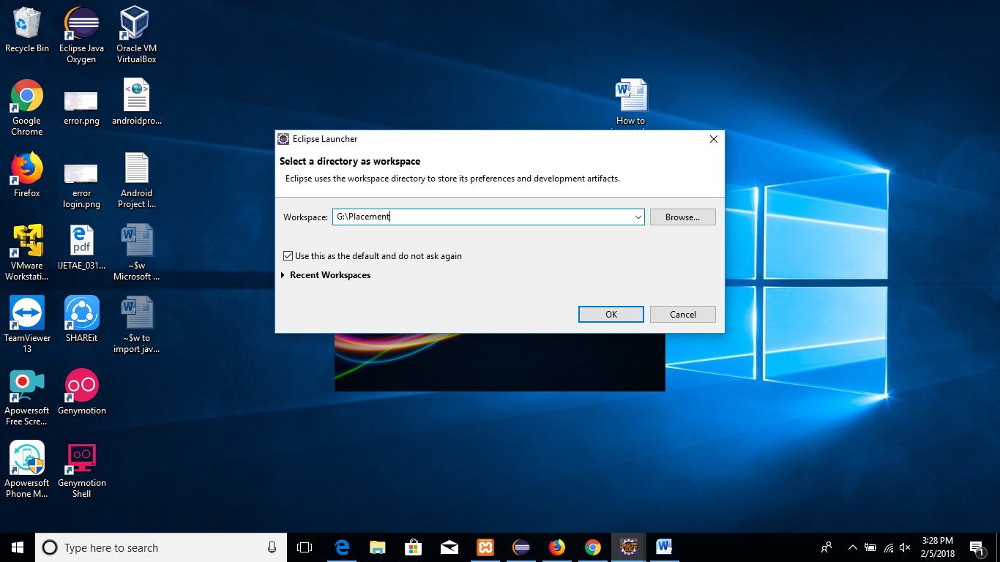 Recycle Bin
Eclipse Java
Oxygen
Oracle VM
VirtualBox
Google
Chrome
error.png
androidpro...
Firefox
error
login.png
Android
Project I...
VMware
Workstati...
pdf
IJETAE_031...
~$w
Microsoft ...
TeamViewer
13
SHAREit
~$w to
import jav...
Apowersoft
Free Scre...
Genymotion
Apowersoft
Phone M...
Genymotion
Shell
How to
Eclipse Launcher
Select a directory as workspace
Eclipse uses the workspace directory to store its preferences and development artifacts.
Workspace:
G:\Placement
Browse...
Use this as the default and do not ask again
Recent Workspaces
OK
Cancel
Type here to search
3:28 PM
2/5/2018
1